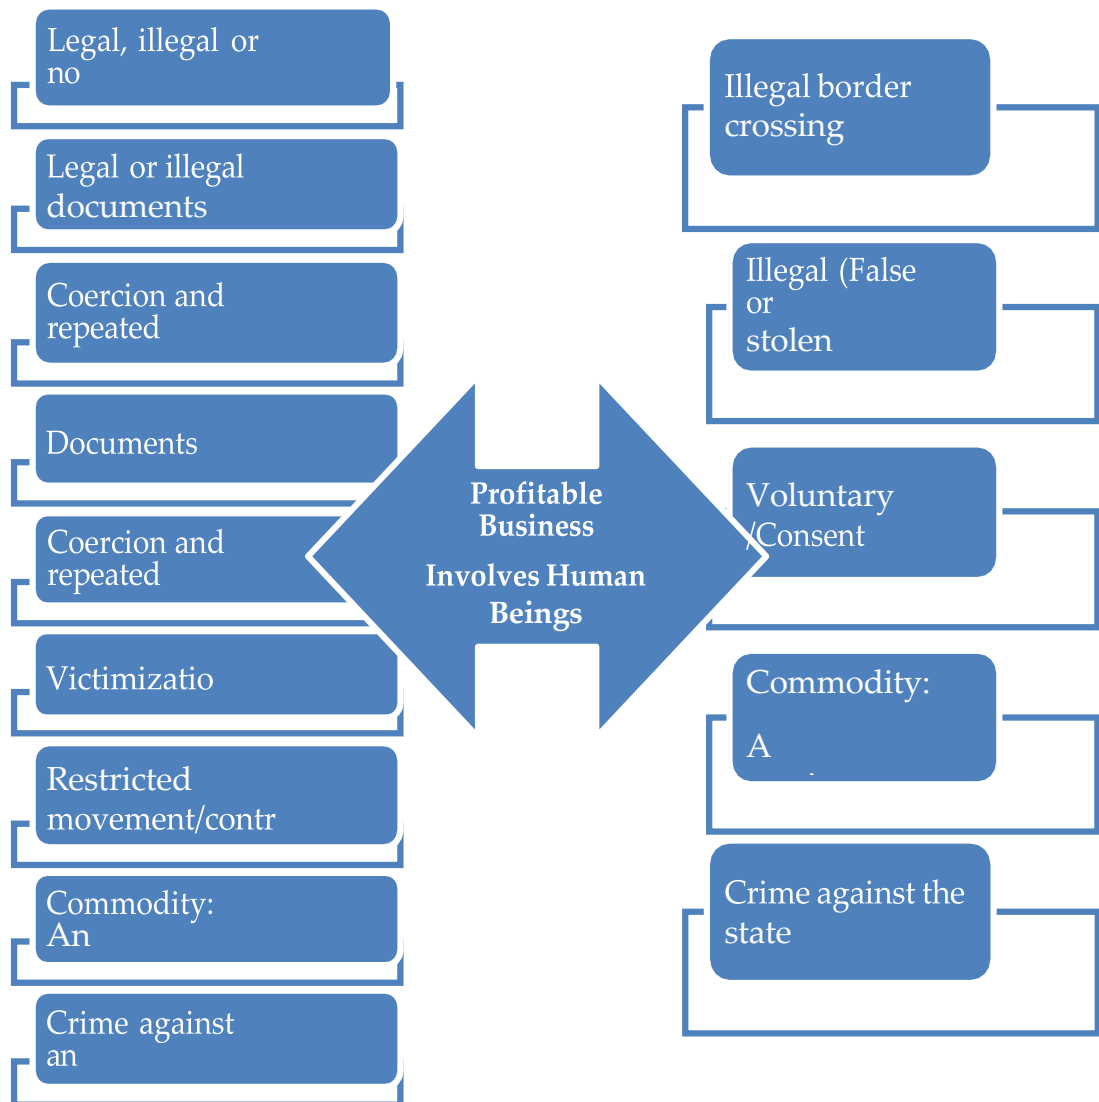 Legal, illegal or
no
Legal or illegal
documents
Coercion and
repeated
Documents
Coercion and
repeated
Victimizatio
Restricted
movement/contr
Commodity:
An
Crime against
an
Profitable
Business
Involves Human
Beings
Illegal border
crossing
Illegal (False
or
stolen
Voluntary
/Consent
Commodity:
A
Crime against the
state